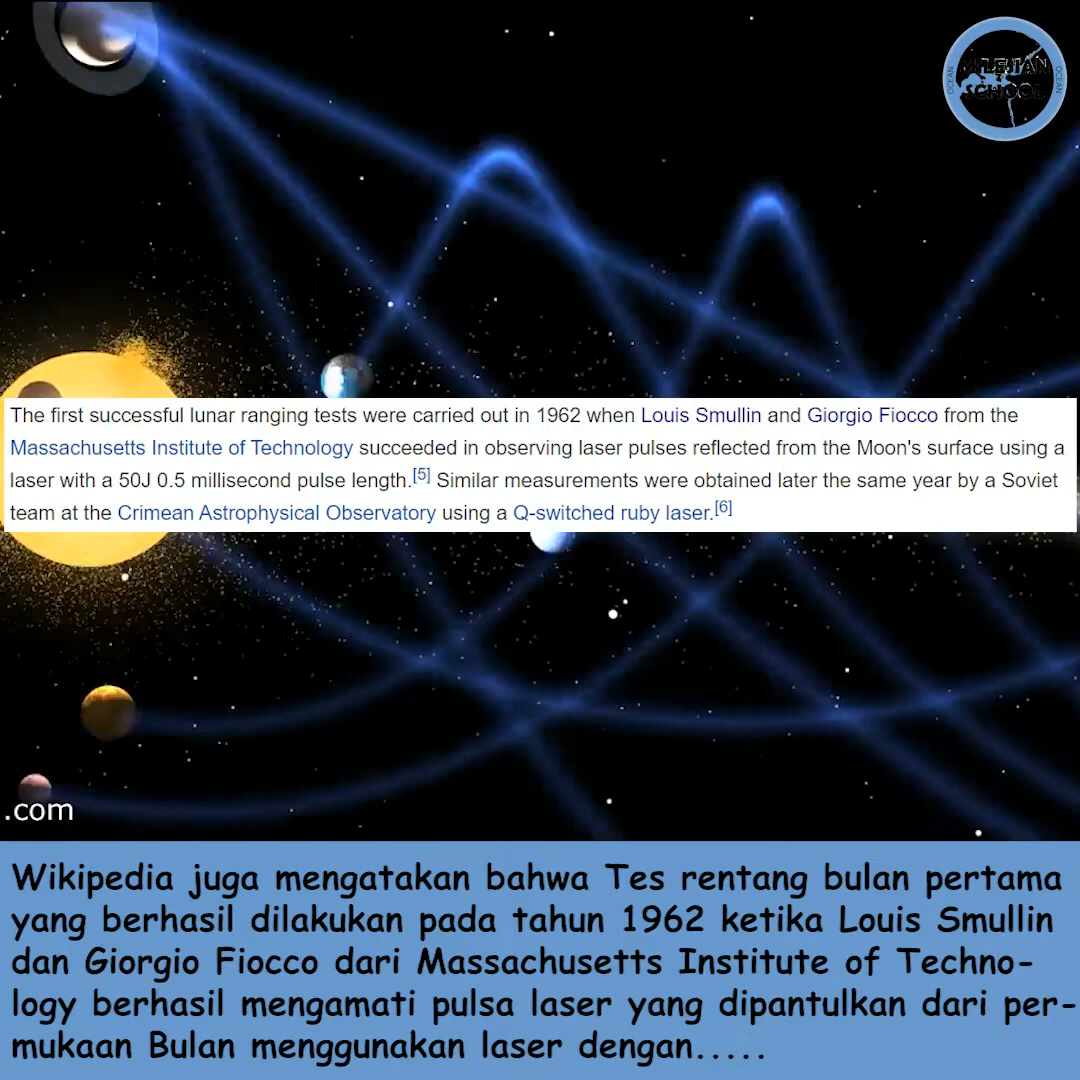 MILESIAN
SCHOOL
OCEAN
OCEAN
The first successful lunar ranging tests were carried out in 1962 when Louis Smullin and Giorgio Fiocco from the
Massachusetts Institute of Technology succeeded in observing laser pulses reflected from the Moon's surface using a
laser with a 50J 0.5 millisecond pulse length.[5] Similar measurements were obtained later the same year by a Soviet
team at the Crimean Astrophysical Observatory using a Q-switched ruby laser.[6]
.com
Wikipedia juga mengatakan bahwa Tes rentang bulan pertama
yang berhasil dilakukan pada tahun 1962 ketika Louis Smullin
dan Giorgio Fiocco dari Massachusetts Institute of Techno-
logy berhasil mengamati pulsa laser yang dipantulkan dari per-
mukaan Bulan menggunakan laser dengan.....